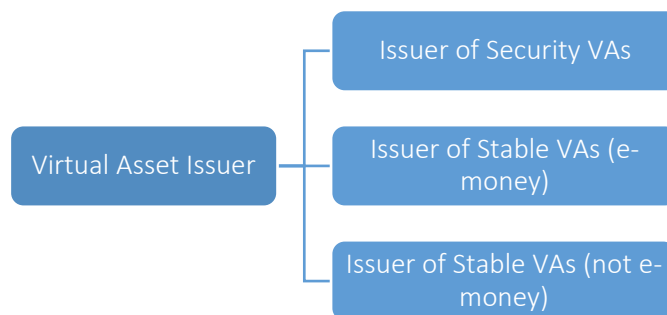 Issuer of Security VAs
Virtual Asset Issuer
Issuer of Stable VAs (e-
money)
Issuer of Stable VAs (not e-
money)